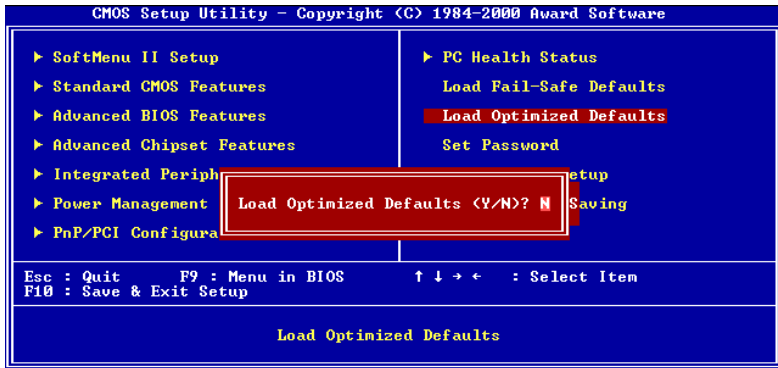 CMOS Setup Utility - Copyright (C) 1984-2000 Award Software
► SoftMenu II Setup
► Standard CMOS Features
► Advanced BIOS Features
► Advanced Chipset Features
► Integrated Periph
► Power Management
► PnP/PCI Configura
► PC Health Status
Load Fail-Safe Defaults
Load Optimized Defaults
Set Password
etup
Saving
Load Optimized Defaults (Y/N)? N
Esc : Quit F9 : Menu in BIOS ↑ ↓ → ← : Select Item
F10 : Save & Exit Setup
Load Optimized Defaults